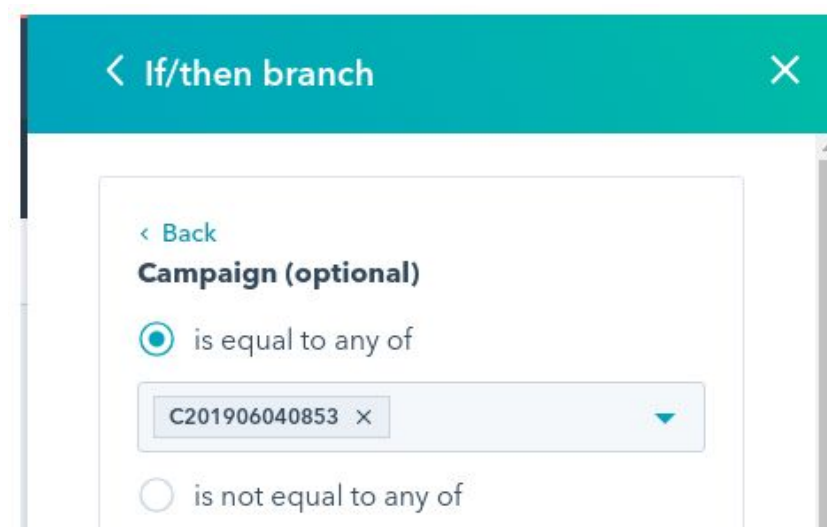 If/then branch
Back
Campaign (optional)
is equal to any of
C201906040853
is not equal to any of